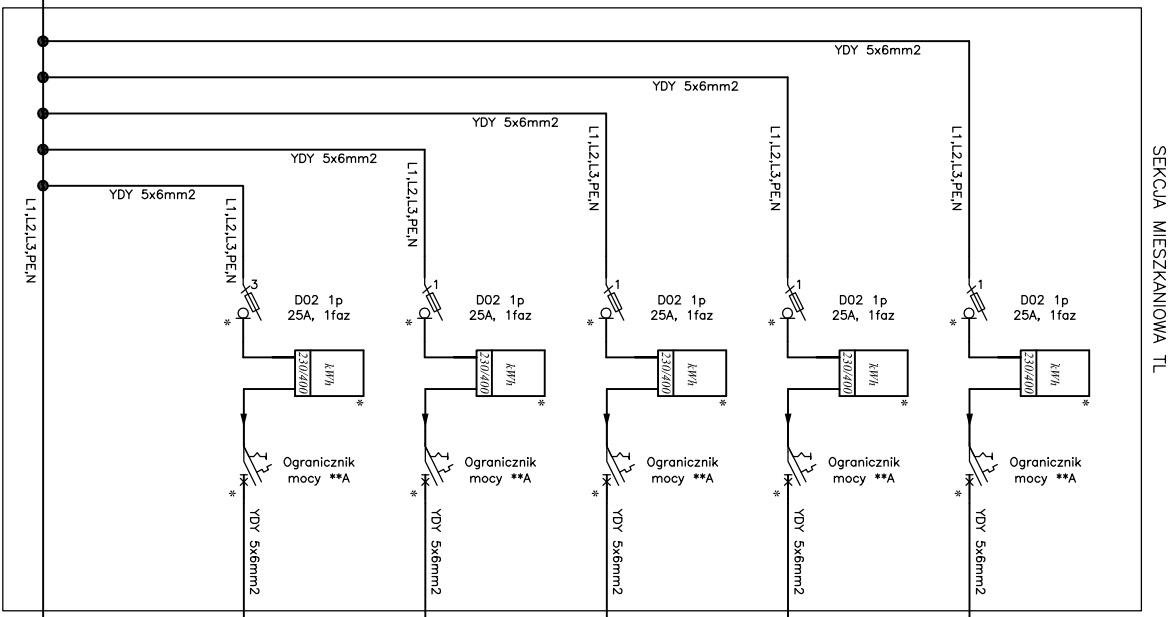 YDY 5x6mm2
YDY 5x6mm2
YDY 5x6mm2
YDY 5x6mm2
YDY 5x6mm2
L1,L2,L3,PE,N
L1,L2,L3,PE,N
L1,L2,L3,PE,N
L1,L2,L3,PE,N
L1,L2,L3,PE,N
L1,L2,L3,PE,N
SEKCJA MIESZKANIOWA TL
3
D02 1p
25A, 1faz
*
1
D02 1p
25A, 1faz
*
1
D02 1p
25A, 1faz
*
1
D02 1p
25A, 1faz
*
1
D02 1p
25A, 1faz
*
230/400
kWh
*
230/400
kWh
*
230/400
kWh
*
230/400
kWh
*
230/400
kWh
*
Ogranicznik
mocy **A
*
Ogranicznik
mocy **A
*
Ogranicznik
mocy **A
*
Ogranicznik
mocy **A
*
Ogranicznik
mocy **A
*
YDY 5x6mm2
YDY 5x6mm2
YDY 5x6mm2
YDY 5x6mm2
YDY 5x6mm2